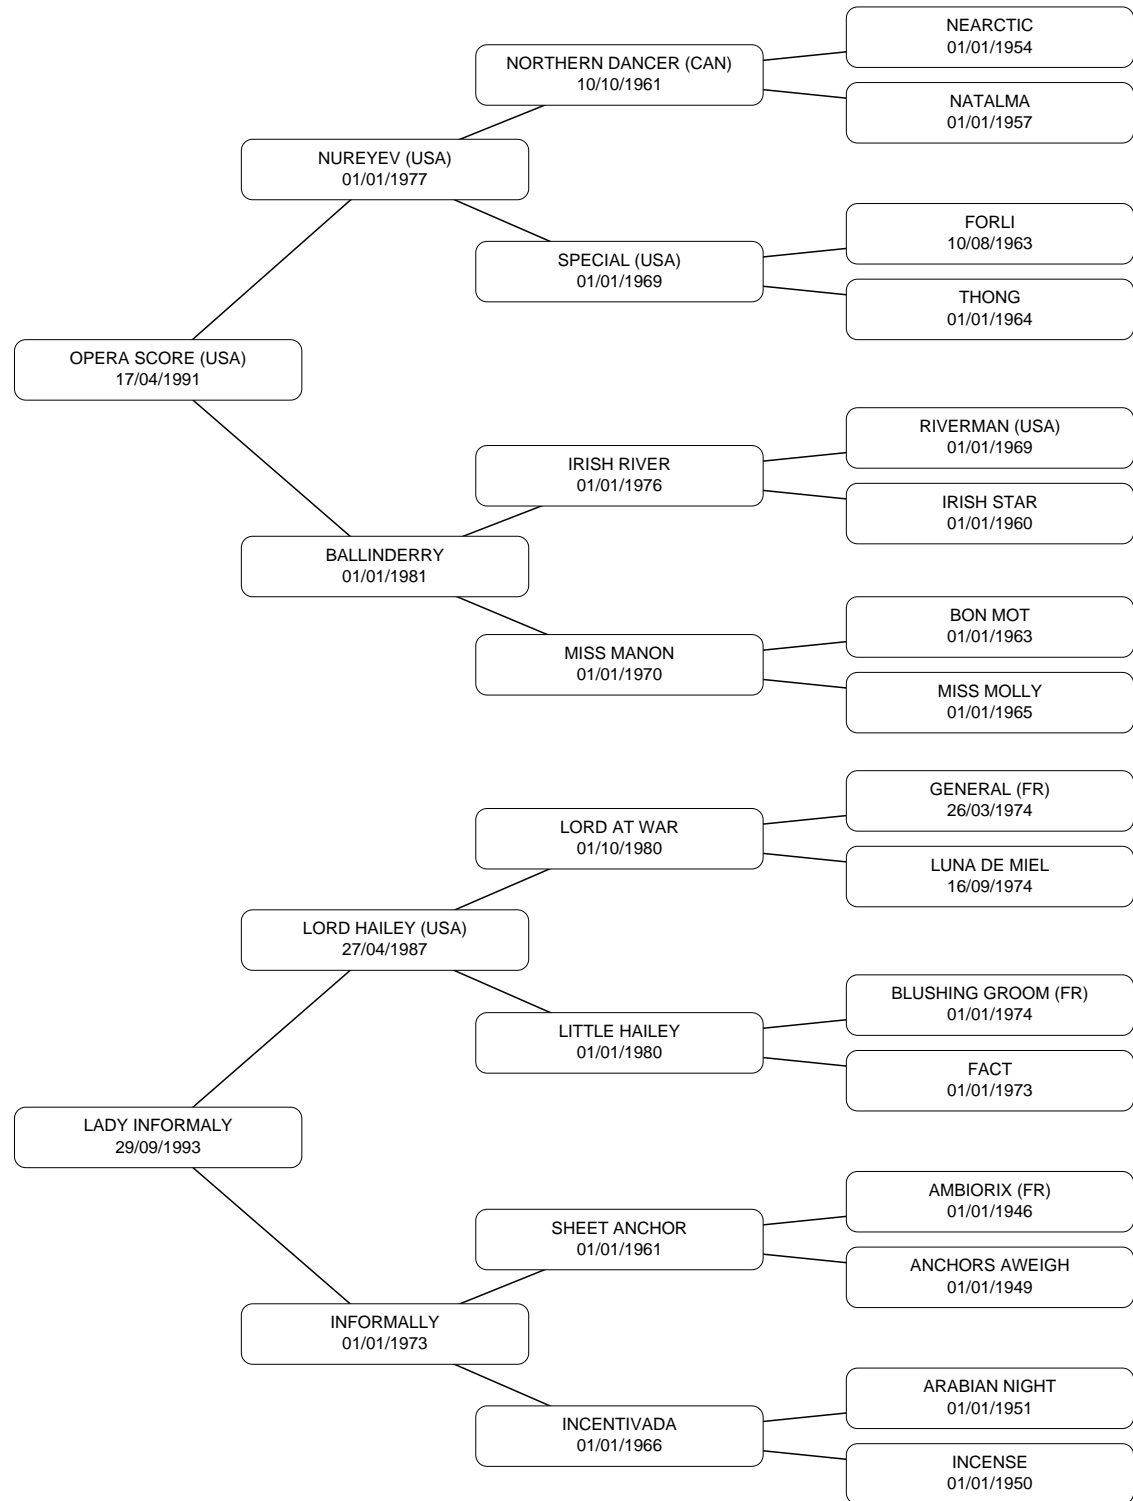 NEARCTIC
01/01/1954
NORTHERN DANCER (CAN)
10/10/1961
NATALMA
01/01/1957
NUREYEV (USA)
01/01/1977
FORLI
10/08/1963
SPECIAL (USA)
01/01/1969
THONG
01/01/1964
OPERA SCORE (USA)
17/04/1991
RIVERMAN (USA)
01/01/1969
IRISH RIVER
01/01/1976
IRISH STAR
01/01/1960
BALLINDERRY
01/01/1981
BON MOT
01/01/1963
MISS MANON
01/01/1970
MISS MOLLY
01/01/1965
GENERAL (FR)
26/03/1974
LORD AT WAR
01/10/1980
LUNA DE MIEL
16/09/1974
LORD HAILEY (USA)
27/04/1987
BLUSHING GROOM (FR)
01/01/1974
LITTLE HAILEY
01/01/1980
FACT
01/01/1973
LADY INFORMALY
29/09/1993
AMBIORIX (FR)
01/01/1946
SHEET ANCHOR
01/01/1961
ANCHORS AWEIGH
01/01/1949
INFORMALLY
01/01/1973
ARABIAN NIGHT
01/01/1951
INCENTIVADA
01/01/1966
INCENSE
01/01/1950